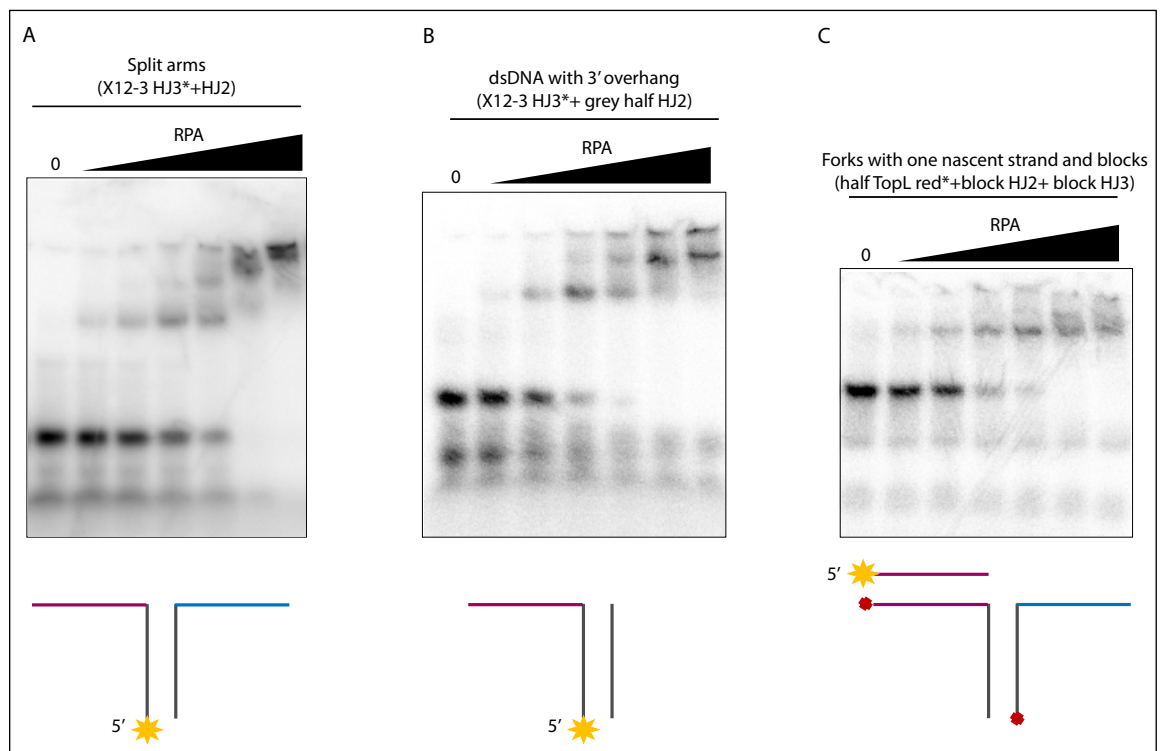 A
Split arms
(X12-3 HJ3*+HJ2)
RPA
0
5′
B
dsDNA with 3′ overhang
(X12-3 HJ3*+ grey half HJ2)
RPA
0
5′
C
Forks with one nascent strand and blocks
(half TopL red*+block HJ2+ block HJ3)
RPA
0
5′